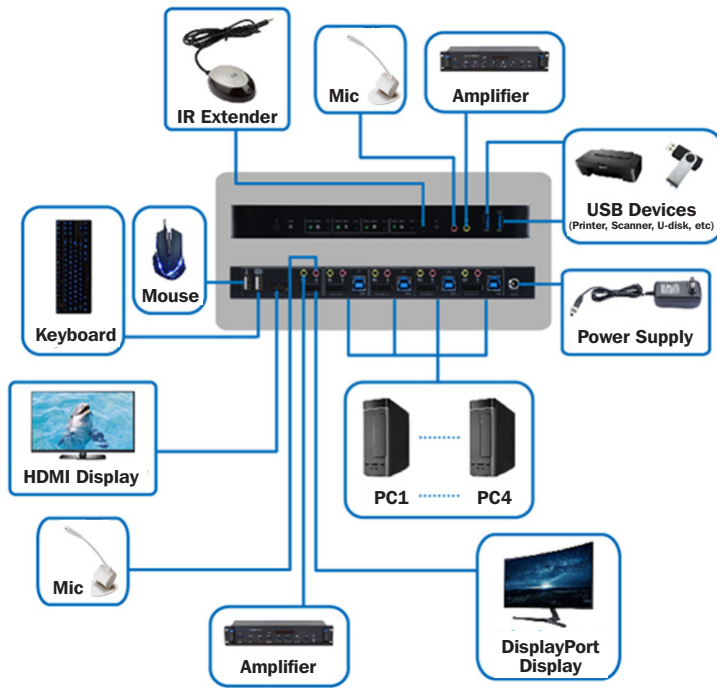 IR Extender
Mic
Amplifier
USB Devices
(Printer, Scanner, U-disk, etc)
Keyboard
Mouse
Power Supply
HDMI Display
PC1
PC4
Mic
Amplifier
DisplayPort
Display